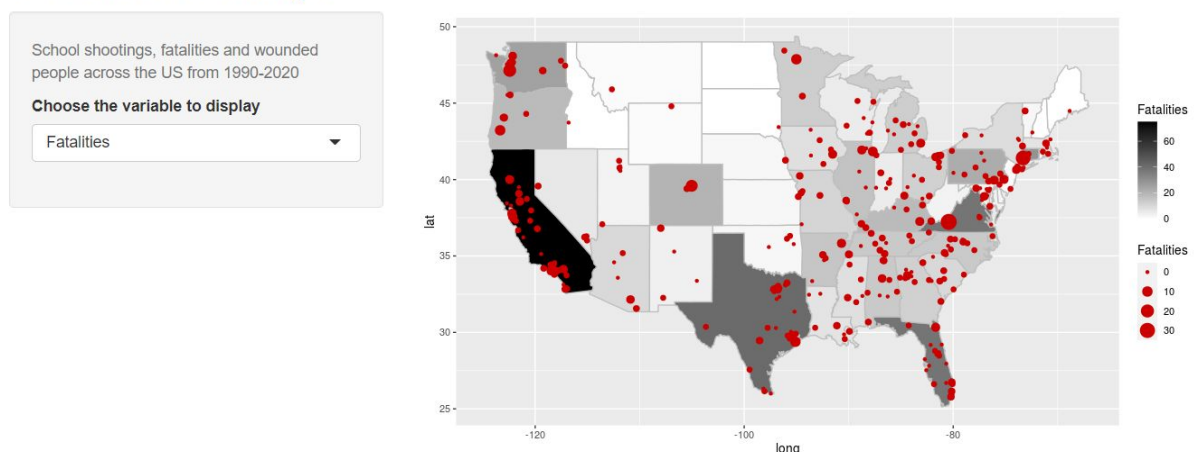 School shootings, fatalities and wounded
people across the US from 1990-2020
Choose the variable to display
Fatalities
50
45
40
35
30
25
lat
-120
-100
-80
long
Fatalities
60
40
20
0
Fatalities
0
10
20
30